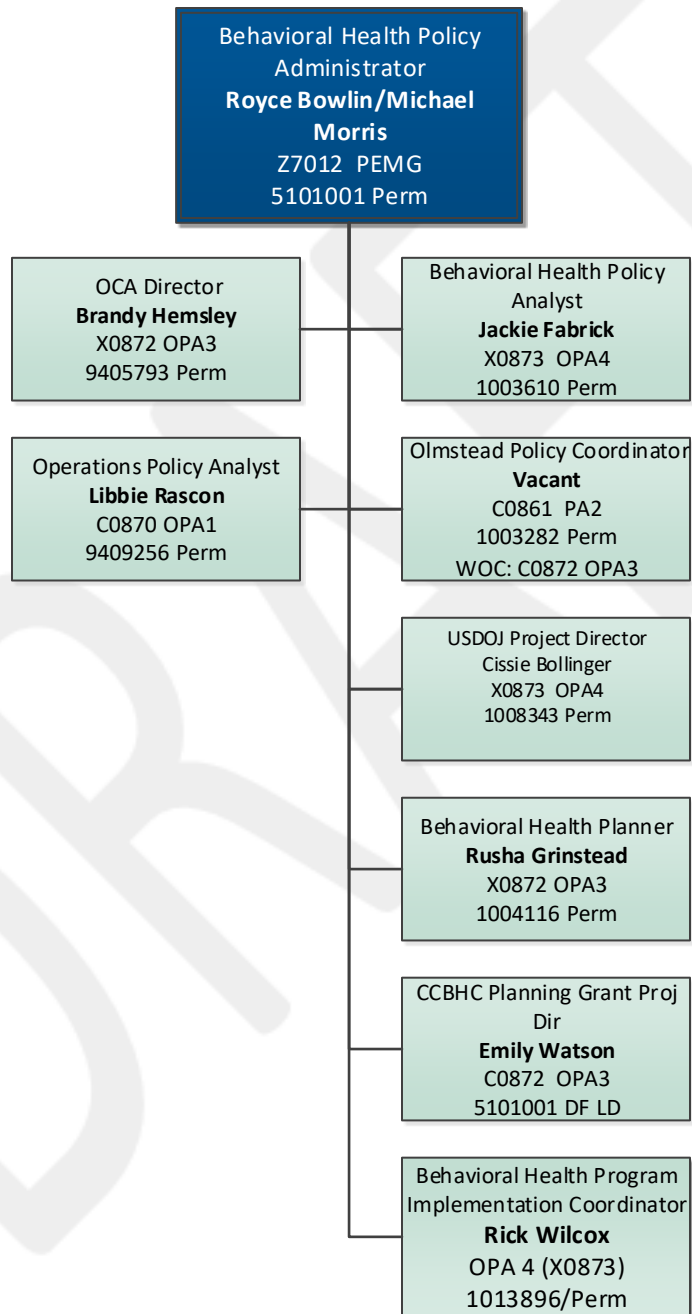 Behavioral Health Policy
Administrator
Royce Bowlin/Michael
Morris
Z7012 PEMG
5101001 Perm
OCA Director
Brandy Hemsley
X0872 OPA3
9405793 Perm
Behavioral Health Policy
Analyst
Jackie Fabrick
X0873 OPA4
1003610 Perm
Operations Policy Analyst
Libbie Rascon
C0870 OPA1
9409256 Perm
Olmstead Policy Coordinator
Vacant
C0861 PA2
1003282 Perm
WOC: C0872 OPA3
USDOJ Project Director
Cissie Bollinger
X0873 OPA4
1008343 Perm
Behavioral Health Planner
Rusha Grinstead
X0872 OPA3
1004116 Perm
CCBHC Planning Grant Proj
Dir
Emily Watson
C0872 OPA3
5101001 DF LD
Behavioral Health Program
Implementation Coordinator
Rick Wilcox
OPA 4 (X0873)
1013896/Perm
DRAFT